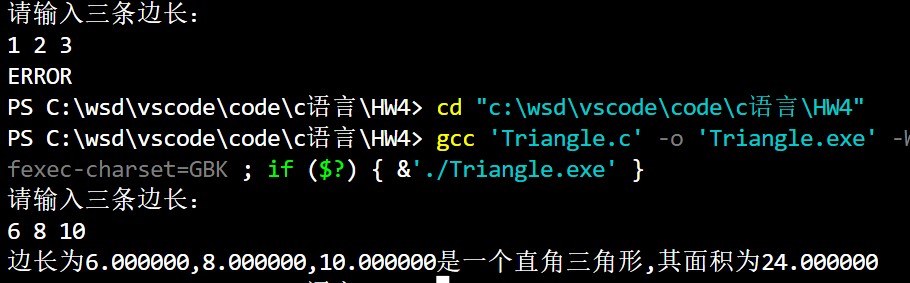 请输入三条边长：
1 2 3
ERROR
PS C:\wsd\vscode\code\c语言\HW4> cd "c:\wsd\vscode\code\c语言\HW4"
PS C:\wsd\vscode\code\c语言\HW4> gcc 'Triangle.c' -o 'Triangle.exe' -W
fexec-charset=GBK ; if ($?) { &'./Triangle.exe' }
请输入三条边长：
6 8 10
边长为6.000000,8.000000,10.000000是一个直角三角形,其面积为24.000000